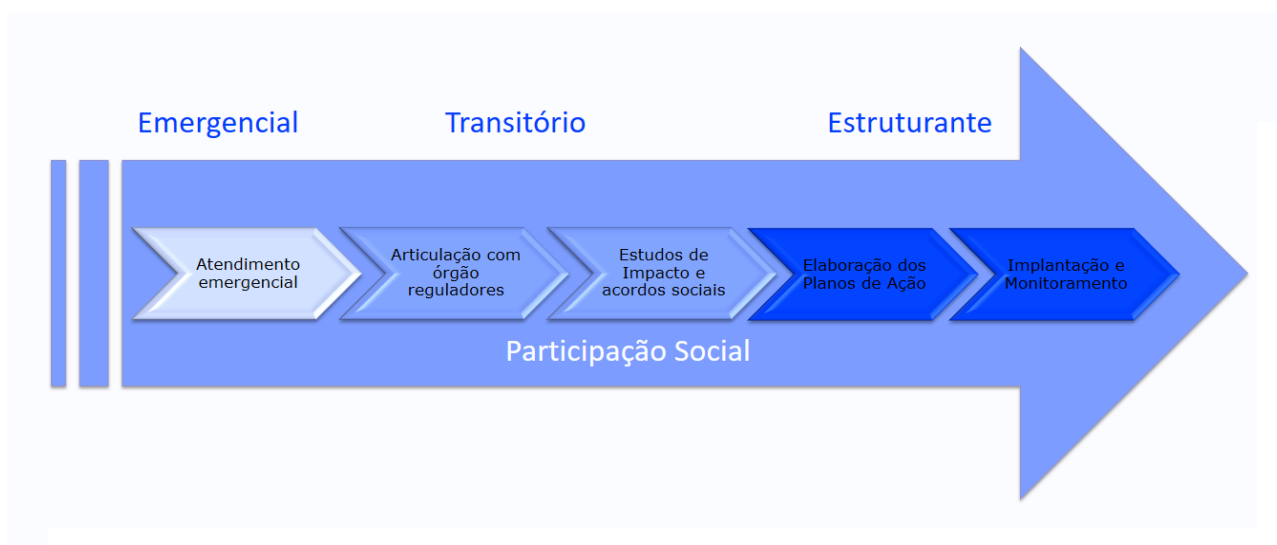 Emergencial
Transitório
Estruturante
Atendimento
emergencial
Articulação com
órgão
reguladores
Estudos de
Impacto e
acordos sociais
Elaboração dos
Planos de Ação
Implantação e
Monitoramento
Participação Social